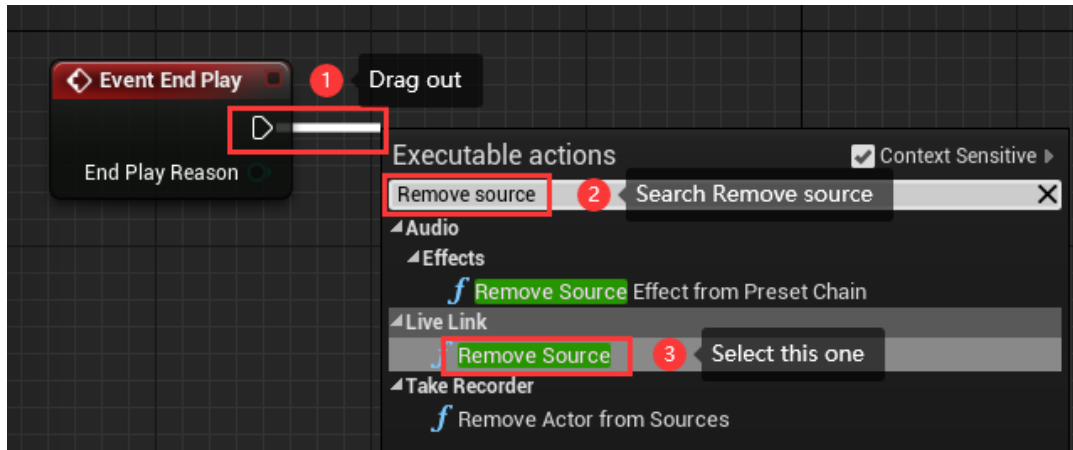 Event End Play
1 Drag out
End Play Reason
Executable actions
Context Sensitive
Remove source
2 Search Remove source
Audio
Effects
f Remove Source Effect from Preset Chain
Live Link
f Remove Source
3 Select this one
Take Recorder
f Remove Actor from Sources